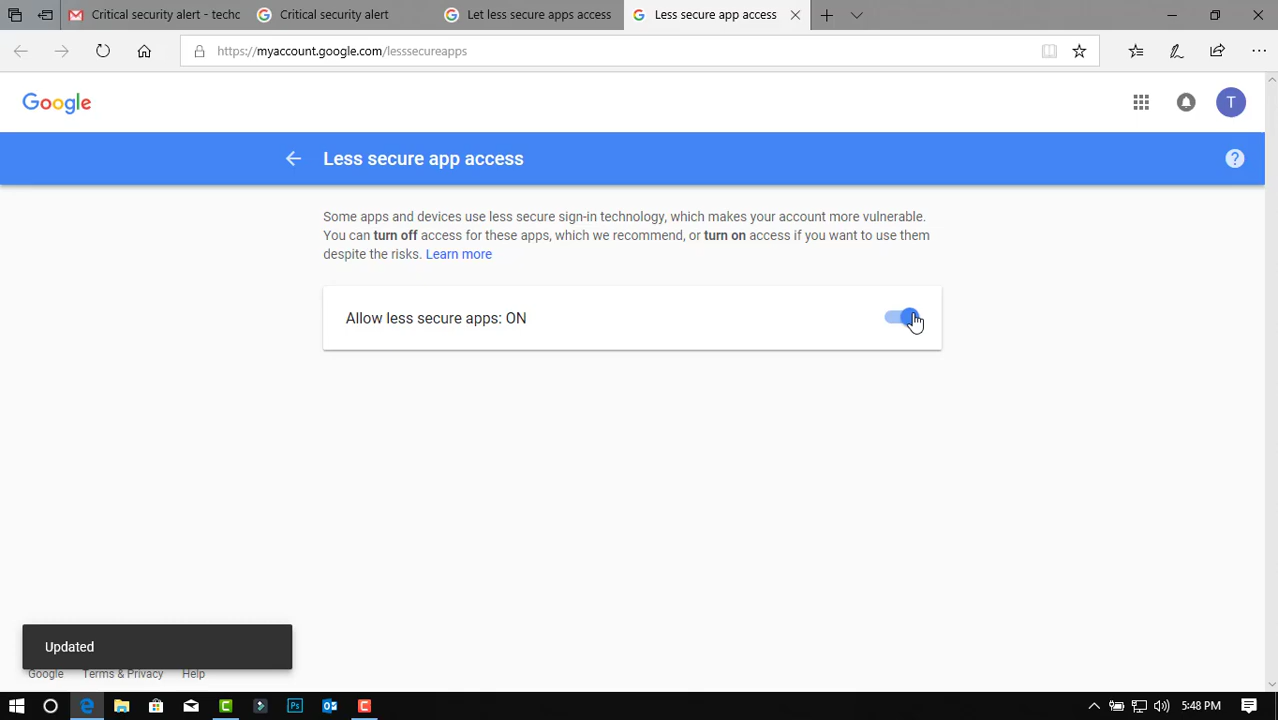 Critical security alert - techc
Critical security alert
Let less secure apps access
Less secure app access
https://myaccount.google.com/lesssecureapps
Google
T
Less secure app access
?
Some apps and devices use less secure sign-in technology, which makes your account more vulnerable.
You can turn off access for these apps, which we recommend, or turn on access if you want to use them
despite the risks. Learn more
Allow less secure apps: ON
Updated
Google Terms & Privacy Help
5:48 PM